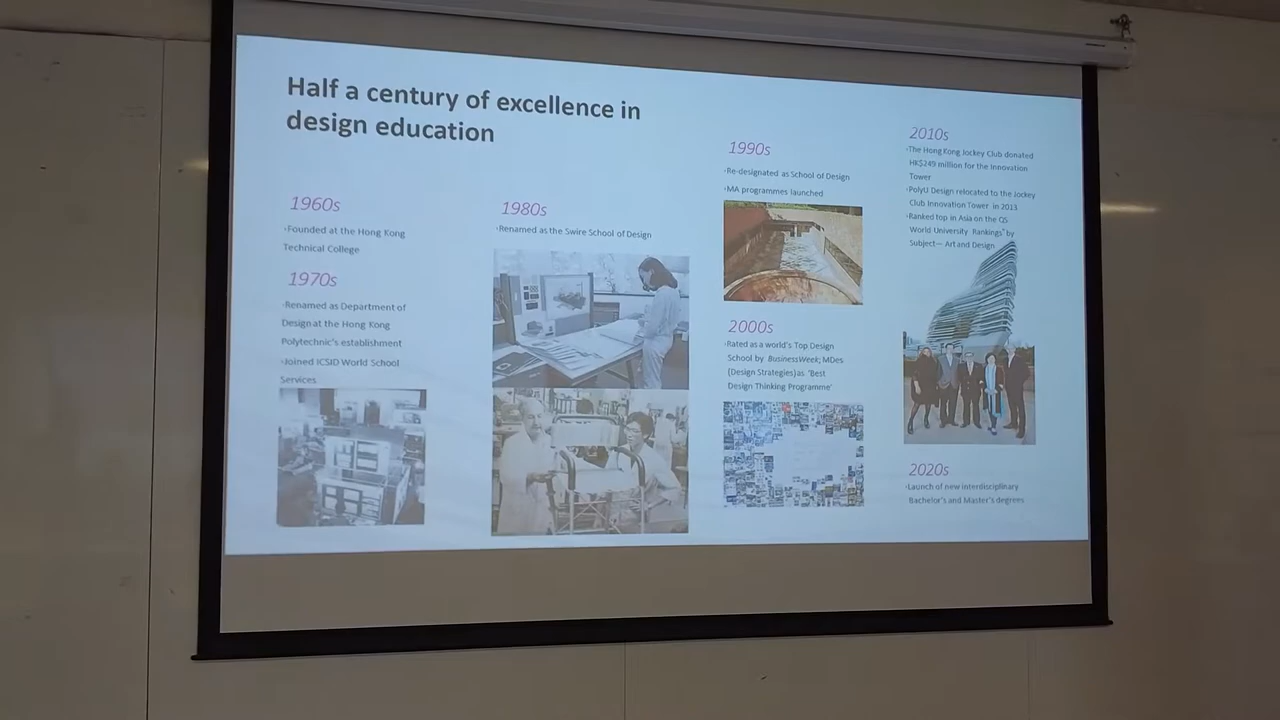 Half a century of excellence in
design education
1960s
·Founded at the Hong Kong
Technical College
1970s
·Renamed as Department of
Design at the Hong Kong
Polytechnic's establishment
·Joined ICSID World School
Services
1980s
·Renamed as the Swire School of Design
1990s
·Re-designated as School of Design
·MA programmes launched
2000s
·Rated as a world's Top Design
School by BusinessWeek; MDes
(Design Strategies) as 'Best
Design Thinking Programme'
2010s
·The Hong Kong Jockey Club donated
HK$249 million for the Innovation
Tower
·PolyU Design relocated to the Jockey
Club Innovation Tower in 2013
·Ranked top in Asia on the QS
World University Rankings® by
Subject— Art and Design
2020s
·Launch of new interdisciplinary
Bachelor's and Master's degrees